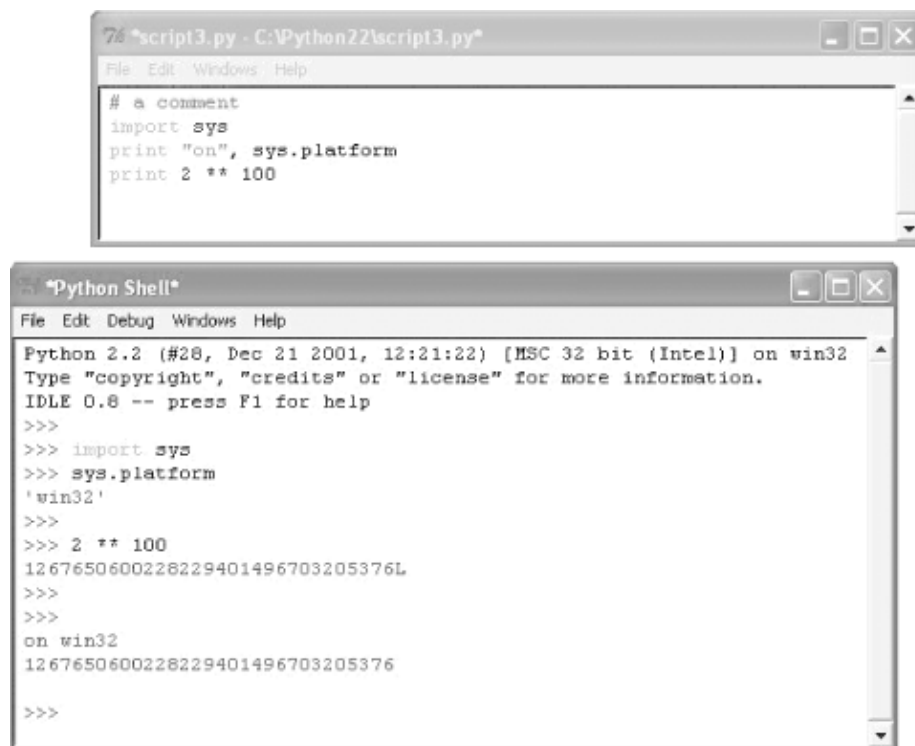 *script3.py - C:\Python22\script3.py*
File Edit Windows Help
# a comment
import sys
print "on", sys.platform
print 2 ** 100
*Python Shell*
File Edit Debug Windows Help
Python 2.2 (#28, Dec 21 2001, 12:21:22) [MSC 32 bit (Intel)] on win32
Type "copyright", "credits" or "license" for more information.
IDLE 0.8 -- press F1 for help
>>>
>>> import sys
>>> sys.platform
'win32'
>>>
>>> 2 ** 100
1267650600228229401496703205376L
>>>
>>>
on win32
1267650600228229401496703205376
>>>